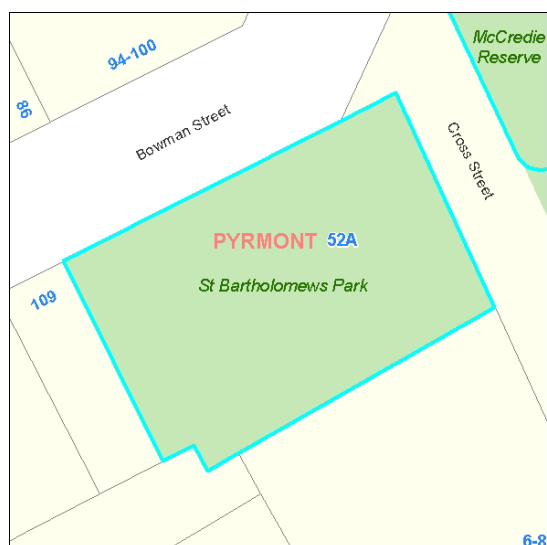 McCredie
Reserve
94-100
86
Bowman Street
Cross Street
PYRMONT 52A
St Bartholomews Park
109
6-8